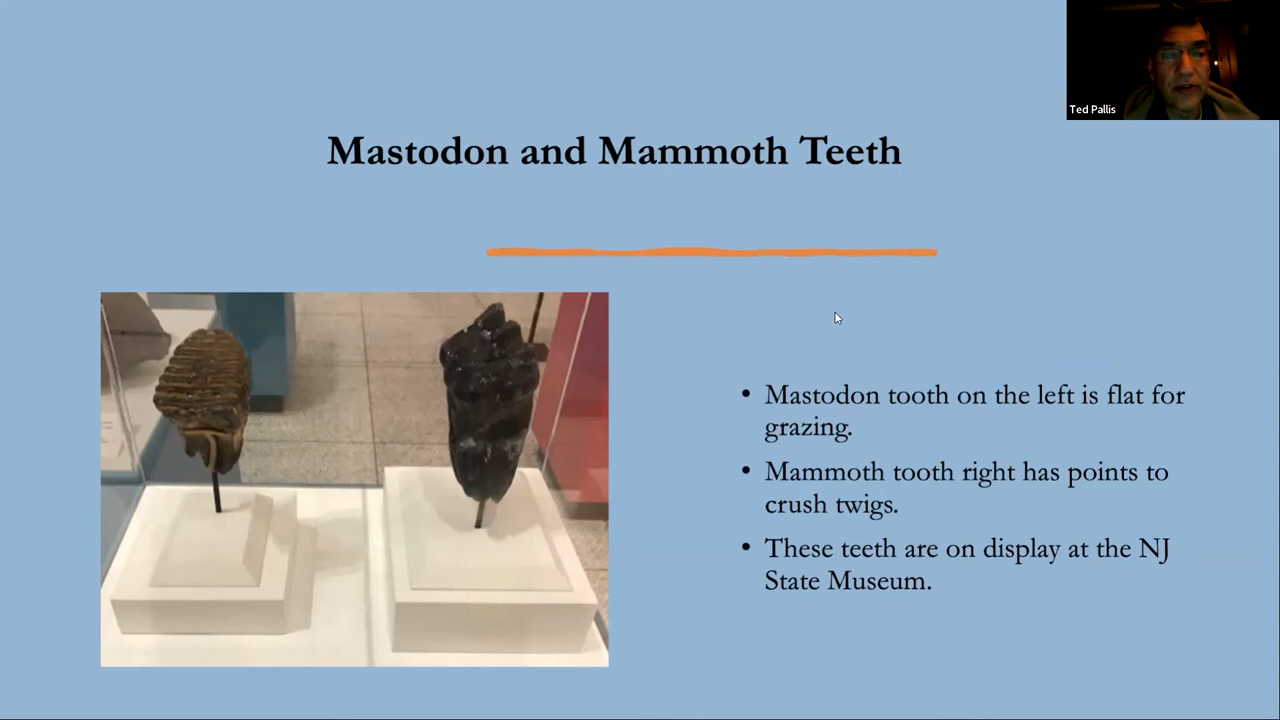 Ted Pallis
Mastodon and Mammoth Teeth
• Mastodon tooth on the left is flat for
grazing.
• Mammoth tooth right has points to
crush twigs.
• These teeth are on display at the NJ
State Museum.